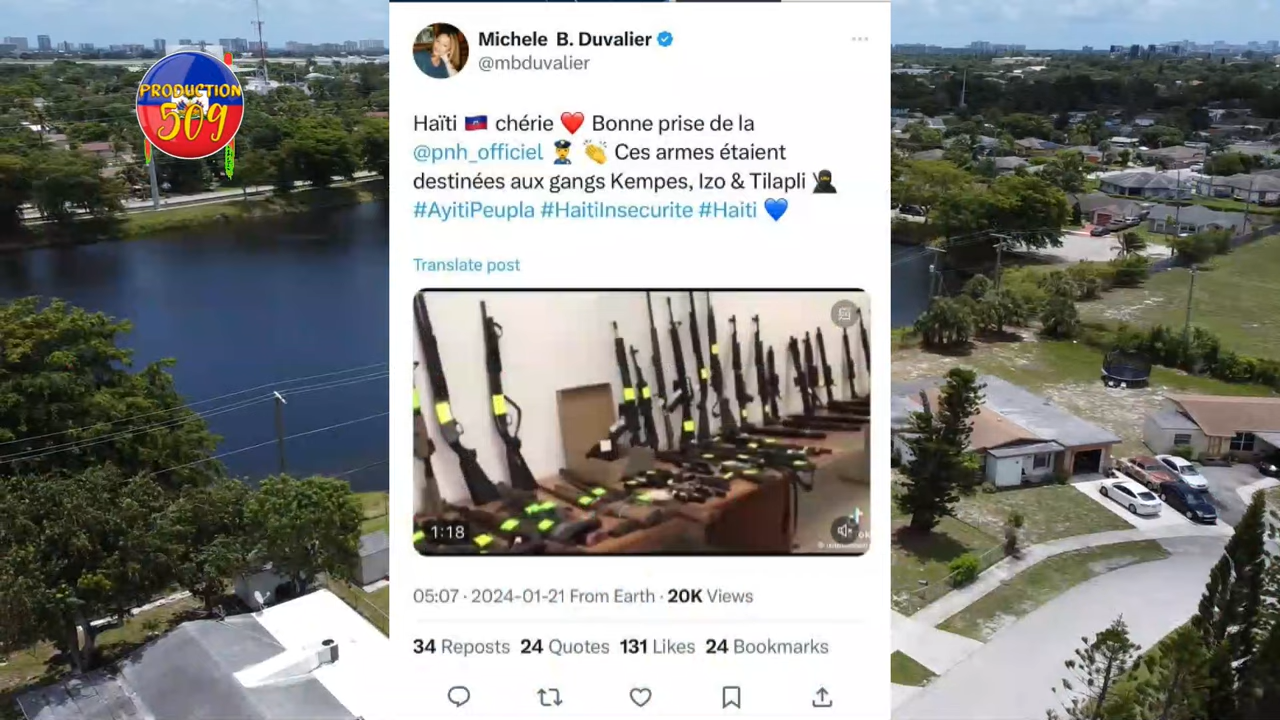 PRODUCTION
509
Michele B. Duvalier
@mbduvalier
Haïti 🇭🇹 chérie ❤️ Bonne prise de la
@pnh_officiel 👮 👏 Ces armes étaient
destinées aux gangs Kempes, Izo & Tilapli 🥷
#AyitiPeupla #HaitiInsecurite #Haiti 💙
Translate post
1:18
05:07 · 2024-01-21 From Earth · 20K Views
34 Reposts 24 Quotes 131 Likes 24 Bookmarks